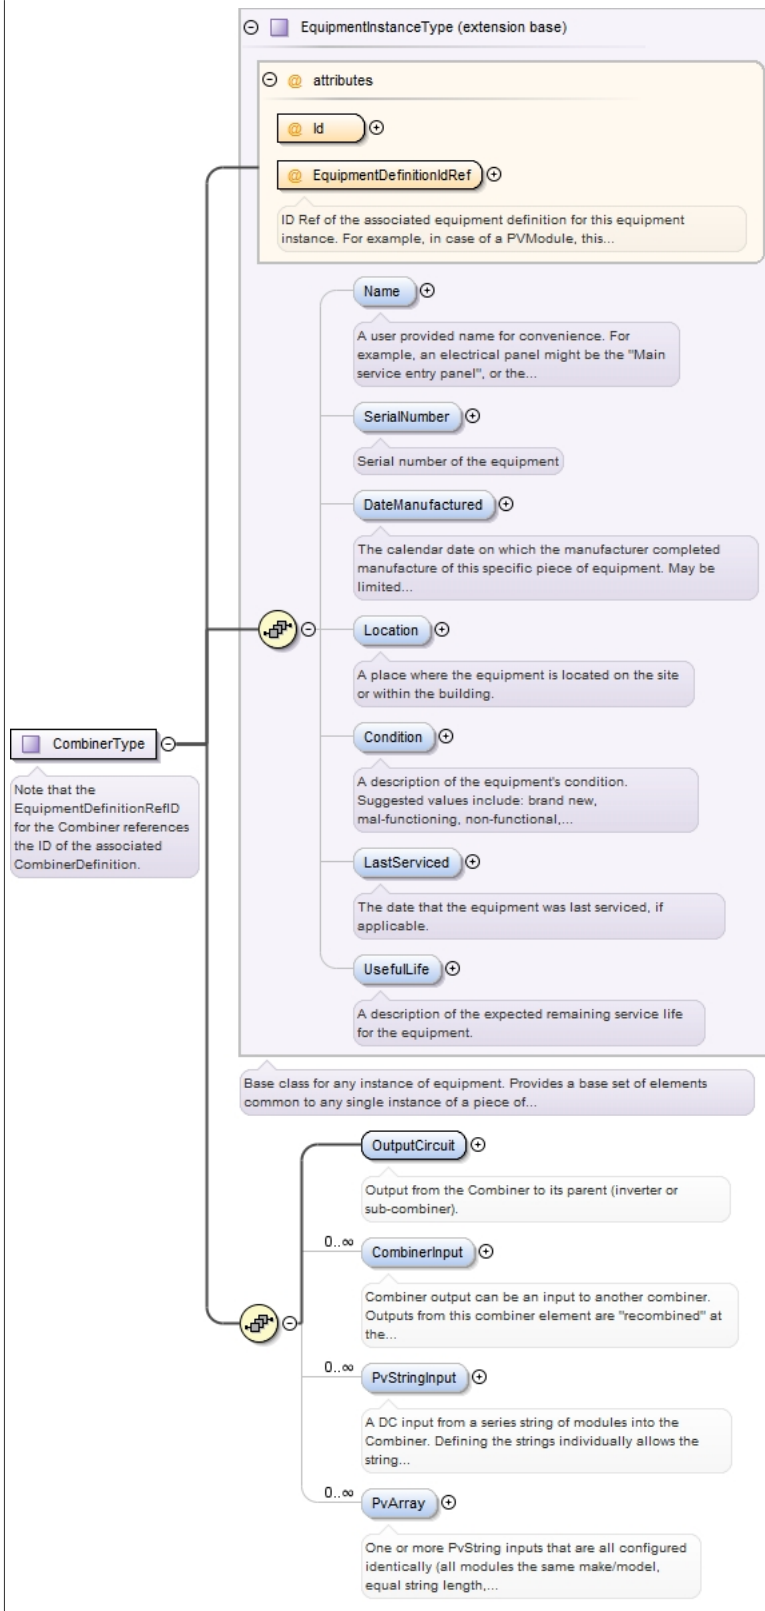 EquipmentInstanceType (extension base)
@ attributes
@ Id
@ EquipmentDefinitionIdRef
ID Ref of the associated equipment definition for this equipment
instance. For example, in case of a PVModule, this...
Name
A user provided name for convenience. For
example, an electrical panel might be the "Main
service entry panel", or the...
SerialNumber
Serial number of the equipment
DateManufactured
The calendar date on which the manufacturer completed
manufacture of this specific piece of equipment. May be
limited...
Location
A place where the equipment is located on the site
or within the building.
CombinerType
Note that the
EquipmentDefinitionRefID
for the Combiner references
the ID of the associated
CombinerDefinition.
Condition
A description of the equipment's condition.
Suggested values include: brand new,
mal-functioning, non-functional,...
LastServiced
The date that the equipment was last serviced, if
applicable.
UsefulLife
A description of the expected remaining service life
for the equipment.
Base class for any instance of equipment. Provides a base set of elements
common to any single instance of a piece of...
OutputCircuit
Output from the Combiner to its parent (inverter or
sub-combiner).
0..∞
CombinerInput
Combiner output can be an input to another combiner.
Outputs from this combiner element are "recombined" at
the...
0..∞
PvStringInput
A DC input from a series string of modules into the
Combiner. Defining the strings individually allows the
string...
0..∞
PvArray
One or more PvString inputs that are all configured
identically (all modules the same make/model,
equal string length,...